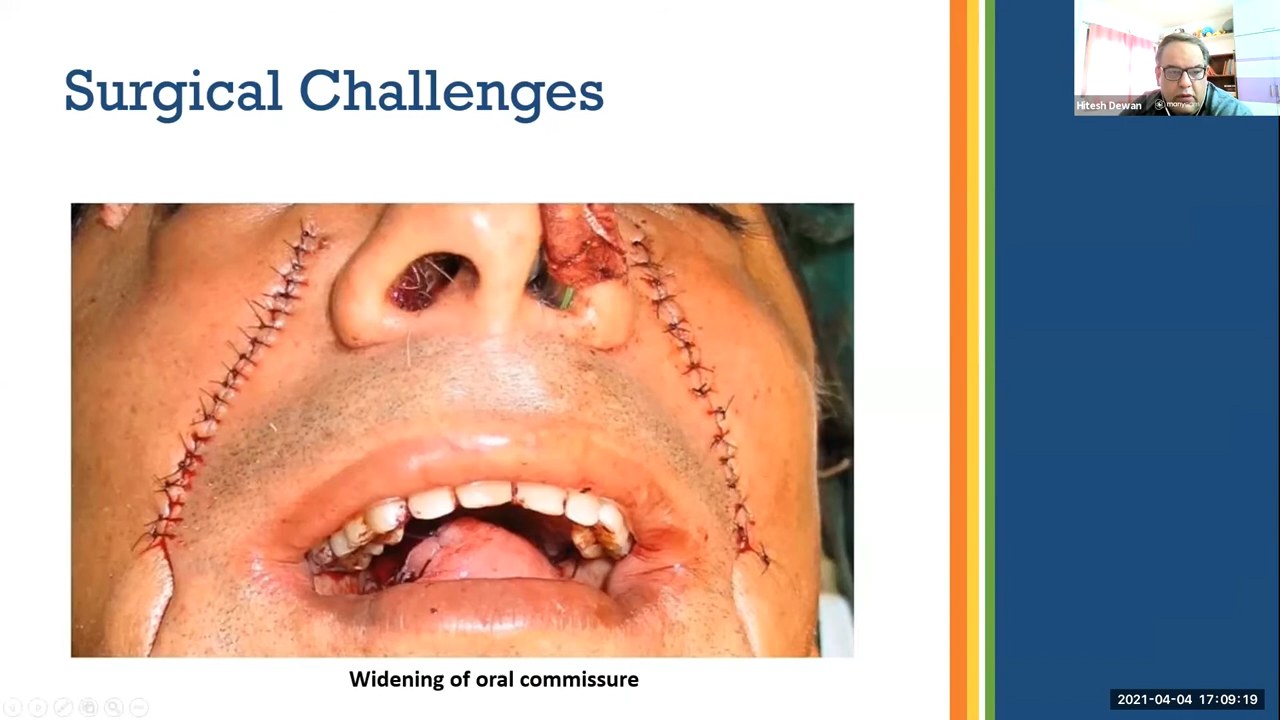 Surgical Challenges
Hitesh Dewan
Widening of oral commissure
2021-04-04 17:09:19